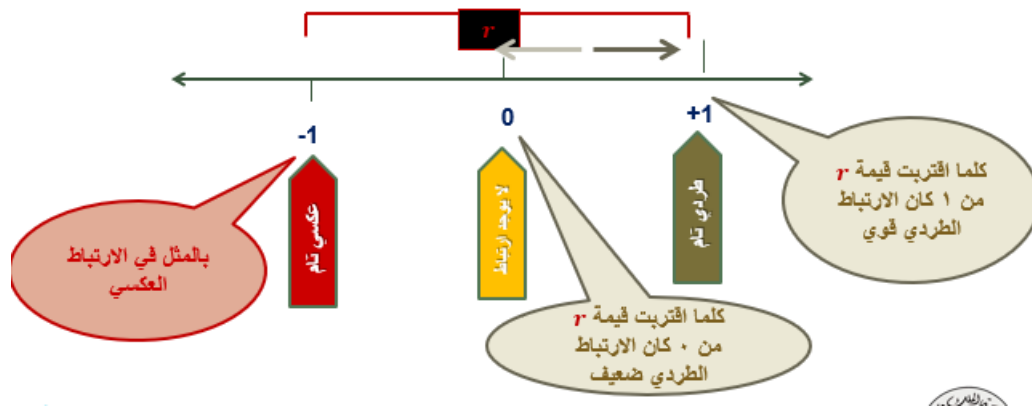 r
-1
0
+1
عكسي تام
لا يوجد ارتباط
طردي تام
كلما اقتربت قيمة r
من ١ كان الارتباط
الطردي قوي
بالمثل في الارتباط
العكسي
كلما اقتربت قيمة r
من ٠ كان الارتباط
الطردي ضعيف